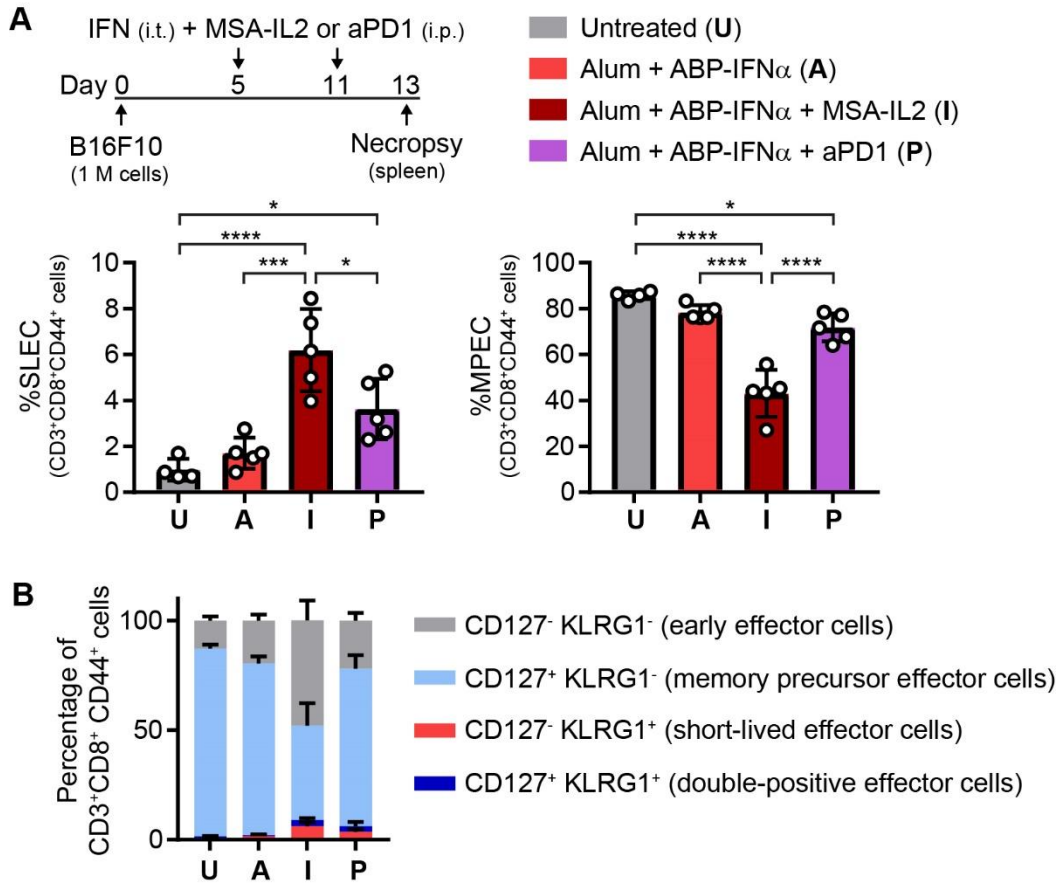 A
IFN (i.t.) + MSA-IL2 or aPD1 (i.p.)
Day 0 5 11 13
B16F10
(1 M cells)
Necropsy
(spleen)
Untreated (U)
Alum + ABP-IFNα (A)
Alum + ABP-IFNα + MSA-IL2 (I)
Alum + ABP-IFNα + aPD1 (P)
%SLEC
(CD3⁺CD8⁺CD44⁺ cells)
10
8
6
4
2
0
*
****
***
*
U A I P
%MPEC
(CD3⁺CD8⁺CD44⁺ cells)
100
80
60
40
20
0
*
****
****
****
U A I P
B
Percentage of
CD3⁺CD8⁺ CD44⁺ cells
100
50
0
U A I P
CD127⁻ KLRG1⁻ (early effector cells)
CD127⁺ KLRG1⁻ (memory precursor effector cells)
CD127⁻ KLRG1⁺ (short-lived effector cells)
CD127⁺ KLRG1⁺ (double-positive effector cells)